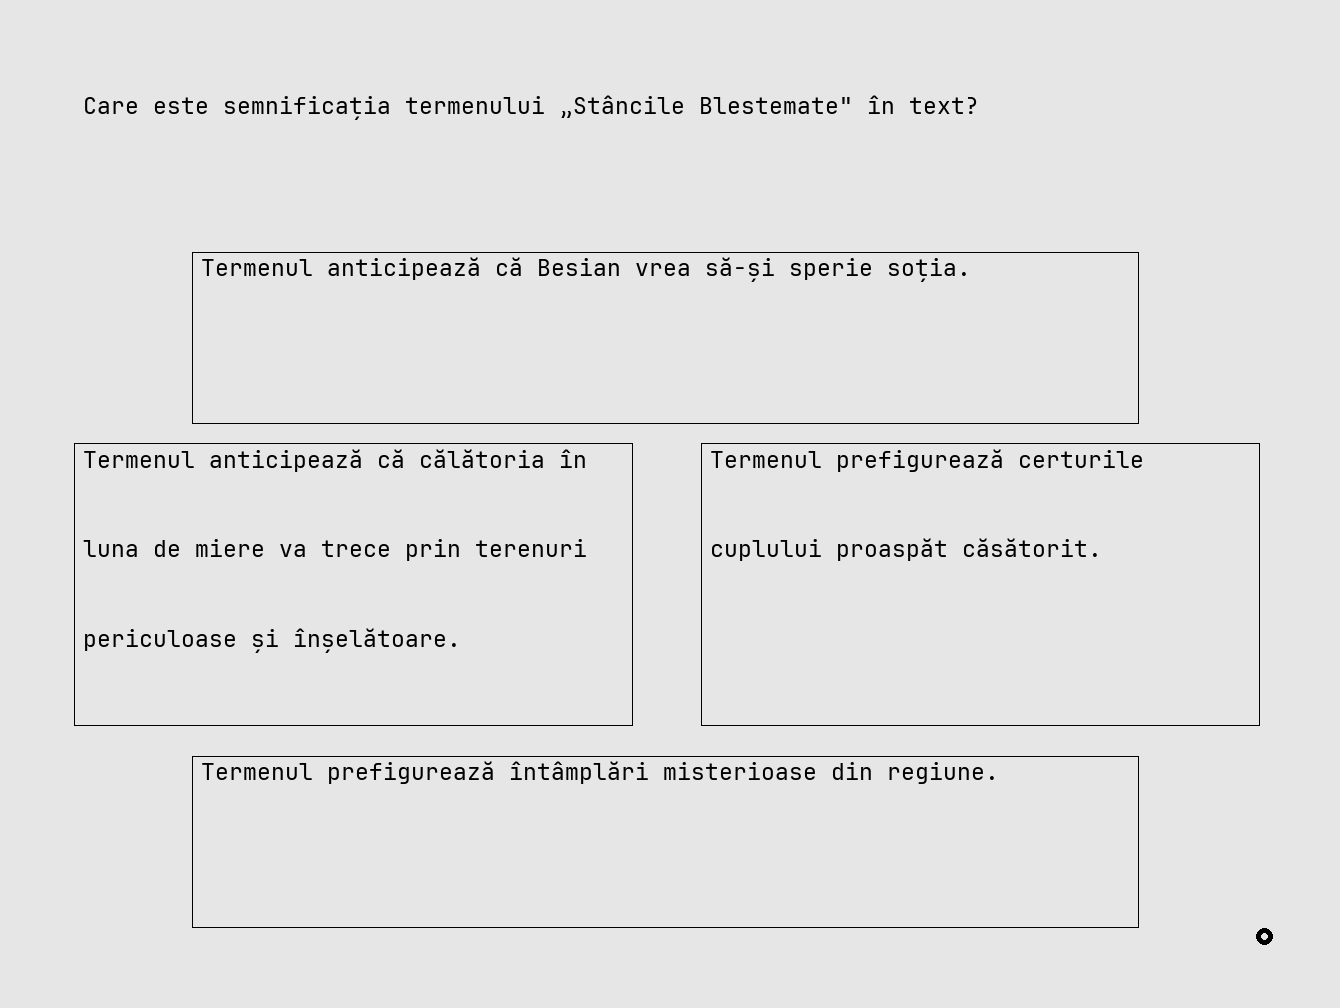 Care este semnificația termenului „Stâncile Blestemate" în text?
Termenul anticipează că Besian vrea să-și sperie soția.
Termenul anticipează că călătoria în
luna de miere va trece prin terenuri
periculoase și înșelătoare.
Termenul prefigurează certurile
cuplului proaspăt căsătorit.
Termenul prefigurează întâmplări misterioase din regiune.